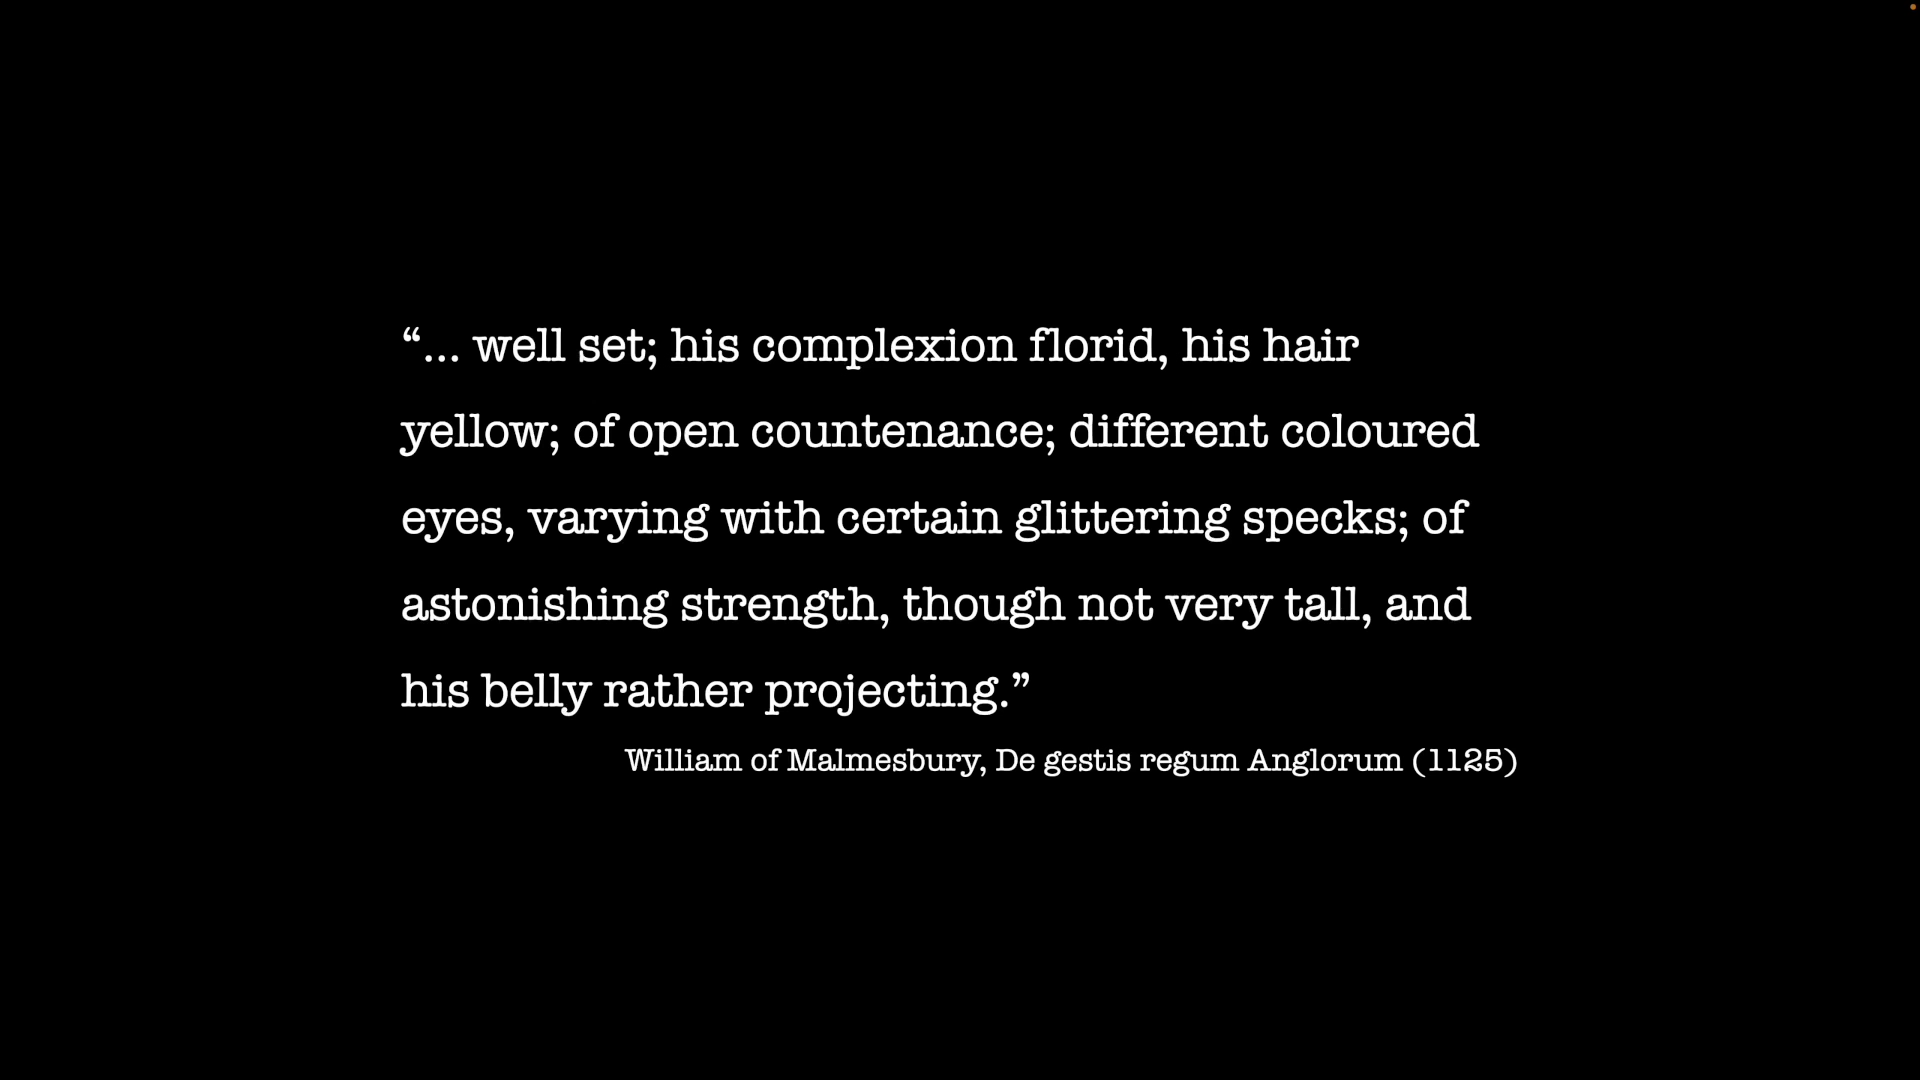 “... well set; his complexion florid, his hair
yellow; of open countenance; different coloured
eyes, varying with certain glittering specks; of
astonishing strength, though not very tall, and
his belly rather projecting.”
William of Malmesbury, De gestis regum Anglorum (1125)